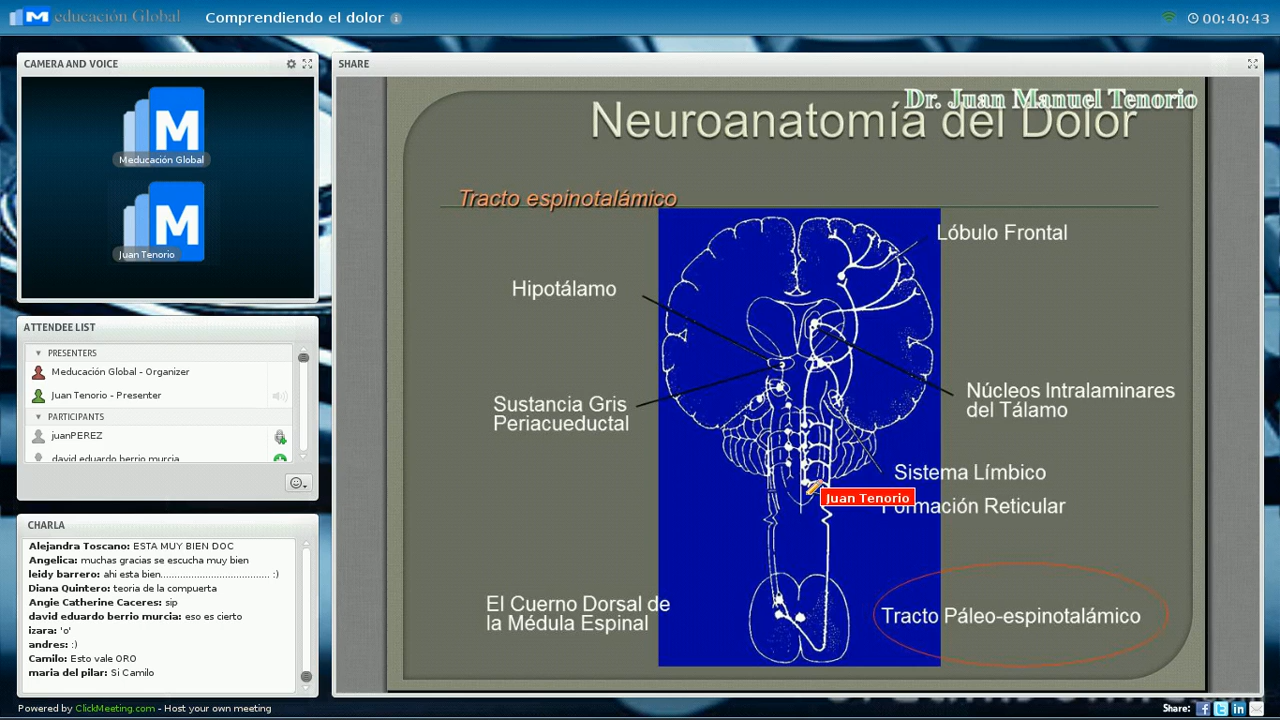 educación Global
Comprendiendo el dolor
00:40:43
CAMERA AND VOICE
Meducación Global
Juan Tenorio
ATTENDEE LIST
PRESENTERS
Meducación Global - Organizer
Juan Tenorio - Presenter
PARTICIPANTS
juanPEREZ
david eduardo berrio murcia
CHARLA
Alejandra Toscano: ESTA MUY BIEN DOC
Angelica: muchas gracias se escucha muy bien
leidy barrero: ahi esta bien...................................... :)
Diana Quintero: teoria de la compuerta
Angie Catherine Caceres: sip
david eduardo berrio murcia: eso es cierto
izara: 'o'
andres: :)
Camilo: Esto vale ORO
maria del pilar: Si Camilo
SHARE
Dr. Juan Manuel Tenorio
Neuroanatomía del Dolor
Tracto espinotalámico
Lóbulo Frontal
Hipotálamo
Sustancia Gris
Periacueductal
Núcleos Intralaminares
del Tálamo
Sistema Límbico
Juan Tenorio
Formación Reticular
El Cuerno Dorsal de
la Médula Espinal
Tracto Páleo-espinotalámico
Powered by ClickMeeting.com - Host your own meeting
Share: